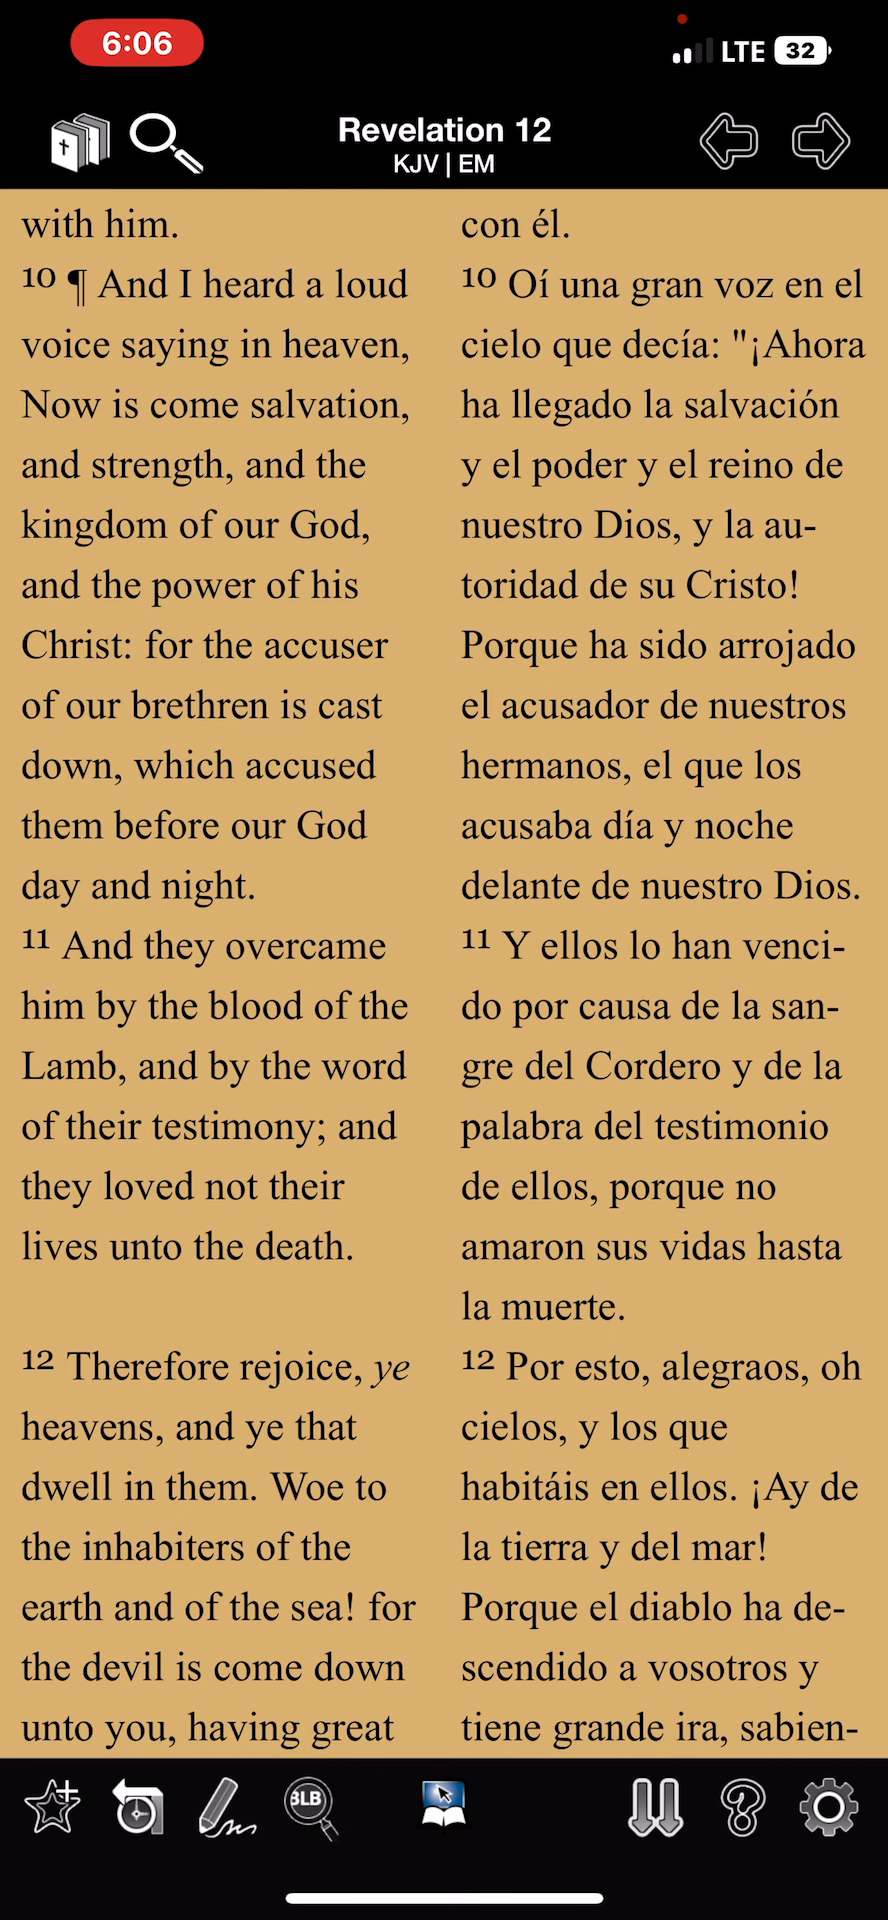 6:06
LTE 32
Revelation 12
KJV | EM
with him.
10 ¶ And I heard a loud
voice saying in heaven,
Now is come salvation,
and strength, and the
kingdom of our God,
and the power of his
Christ: for the accuser
of our brethren is cast
down, which accused
them before our God
day and night.
11 And they overcame
him by the blood of the
Lamb, and by the word
of their testimony; and
they loved not their
lives unto the death.
12 Therefore rejoice, ye
heavens, and ye that
dwell in them. Woe to
the inhabiters of the
earth and of the sea! for
the devil is come down
unto you, having great
con él.
10 Oí una gran voz en el
cielo que decía: "¡Ahora
ha llegado la salvación
y el poder y el reino de
nuestro Dios, y la au-
toridad de su Cristo!
Porque ha sido arrojado
el acusador de nuestros
hermanos, el que los
acusaba día y noche
delante de nuestro Dios.
11 Y ellos lo han venci-
do por causa de la san-
gre del Cordero y de la
palabra del testimonio
de ellos, porque no
amaron sus vidas hasta
la muerte.
12 Por esto, alegraos, oh
cielos, y los que
habitáis en ellos. ¡Ay de
la tierra y del mar!
Porque el diablo ha de-
scendido a vosotros y
tiene grande ira, sabien-
BLB